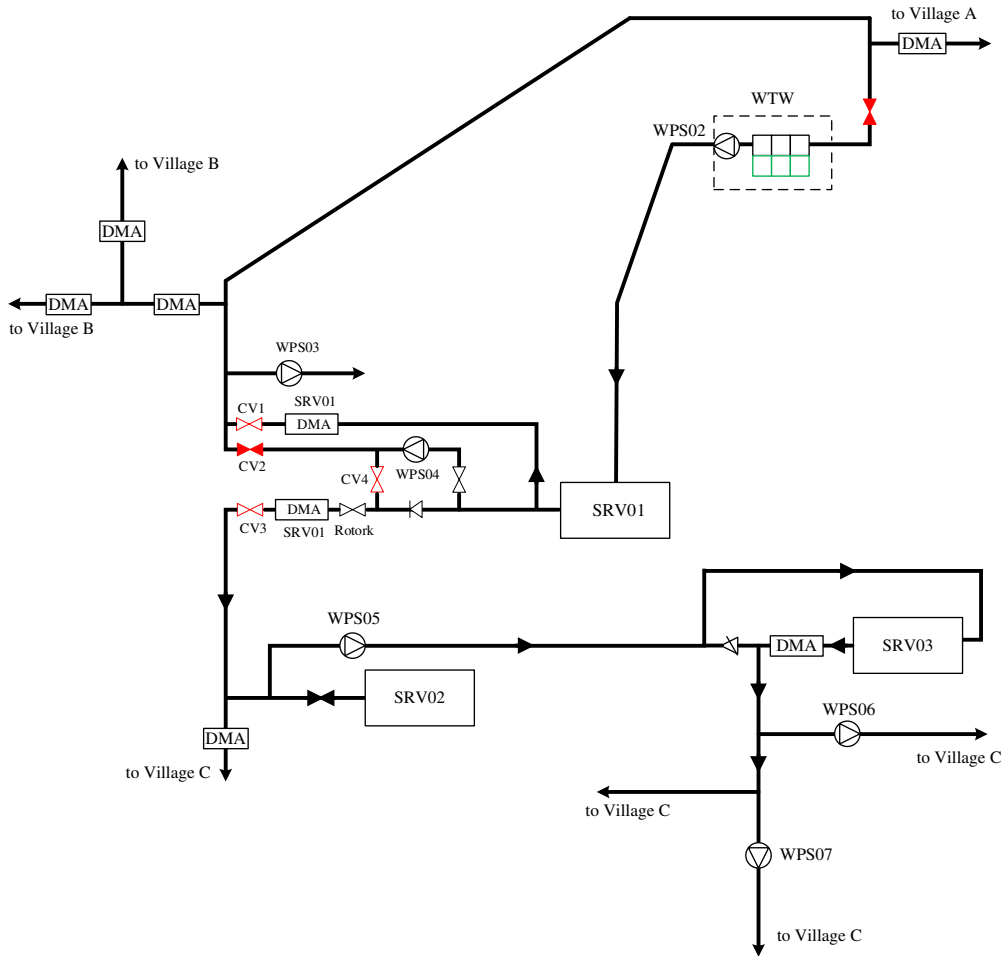 to Village A
DMA
WTW
WPS02
to Village B
DMA
DMA
DMA
to Village B
WPS03
SRV01
CV1
DMA
CV2
WPS04
CV4
SRV01
DMA
CV3
SRV01
Rotork
WPS05
SRV03
DMA
SRV02
WPS06
DMA
to Village C
to Village C
to Village C
WPS07
to Village C